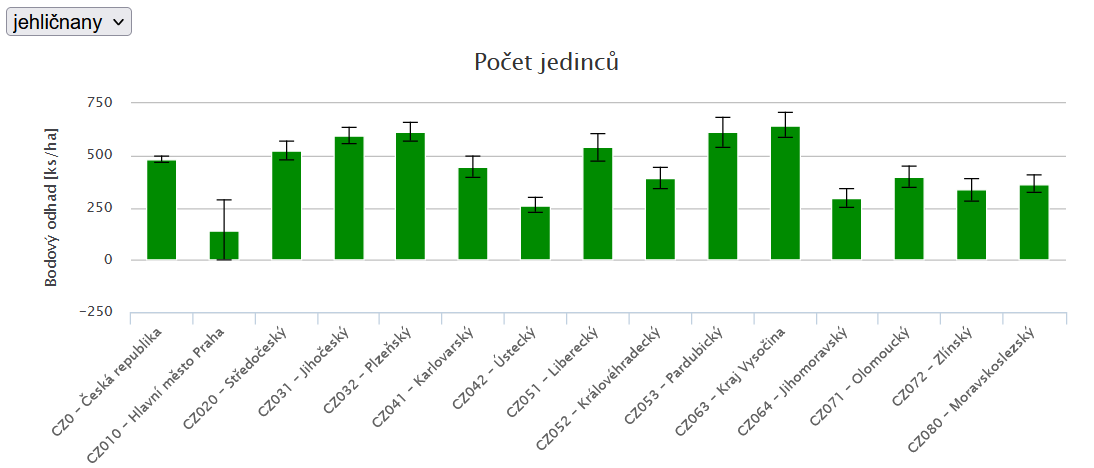 jehličnany
Počet jedinců
Bodový odhad [ks/ha]
750
500
250
0
-250
CZ0 - Česká republika
CZ010 - Hlavní město Praha
CZ020 - Středočeský
CZ031 - Jihočeský
CZ032 - Plzeňský
CZ041 - Karlovarský
CZ042 - Ústecký
CZ051 - Liberecký
CZ052 - Královéhradecký
CZ053 - Pardubický
CZ063 - Kraj Vysočina
CZ064 - Jihomoravský
CZ071 - Olomoucký
CZ072 - Zlínský
CZ080 - Moravskoslezský